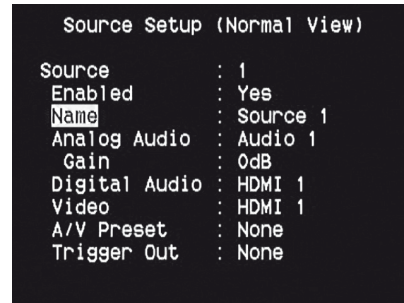 Source Setup (Normal View)
Source : 1
Enabled : Yes
Name : Source 1
Analog Audio : Audio 1
Gain : 0dB
Digital Audio : HDMI 1
Video : HDMI 1
A/V Preset : None
Trigger Out : None